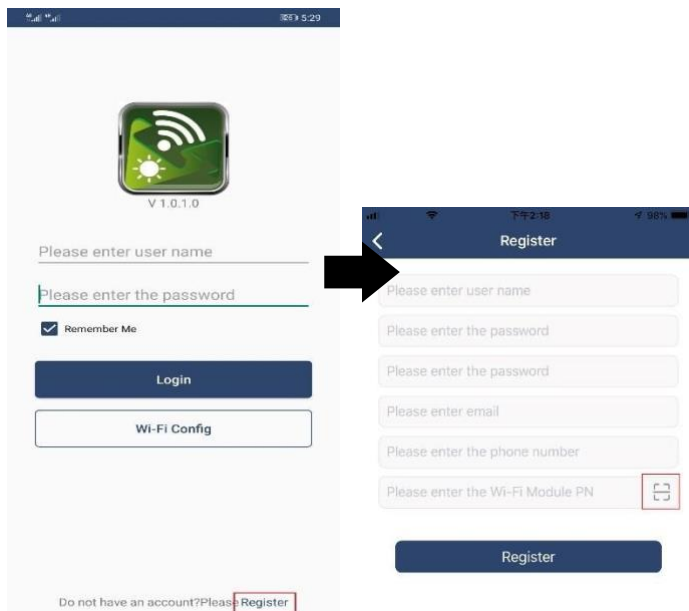 5:29
V 1.0.1.0
Please enter user name
Please enter the password
Remember Me
Login
Wi-Fi Config
Do not have an account?Please Register
下午2:18
98%
Register
Please enter user name
Please enter the password
Please enter the password
Please enter email
Please enter the phone number
Please enter the Wi-Fi Module PN
Register